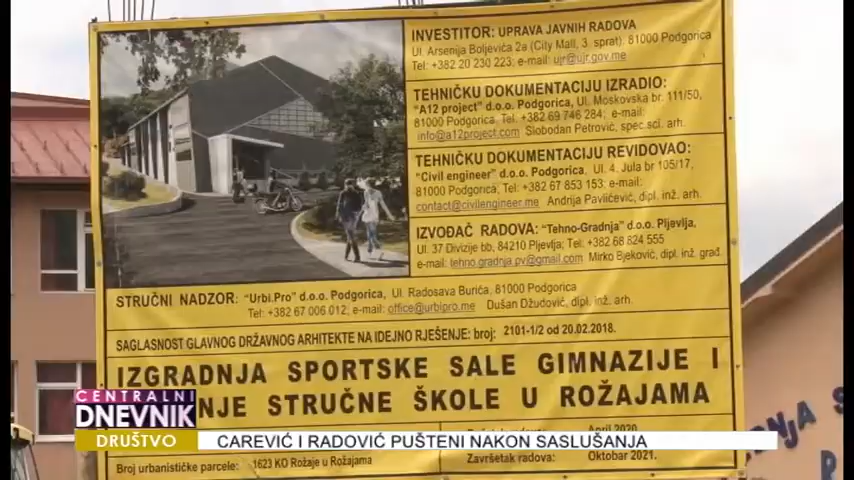 INVESTITOR: UPRAVA JAVNIH RADOVA
Ul. Arsenija Boljevića 2a (City Mall, 3. sprat), 81000 Podgorica
Tel: +382 20 230 223; e-mail: ujr@ujr.gov.me
TEHNIČKU DOKUMENTACIJU IZRADIO:
"A12 project" d.o.o. Podgorica, Ul. Moskovska br. 111/50,
81000 Podgorica, Tel. +382 69 746 284; e-mail:
info@a12project.com Slobodan Petrović, spec.sci. arh.
TEHNIČKU DOKUMENTACIJU REVIDOVAO:
"Civil engineer" d.o.o. Podgorica, Ul. 4. Jula br 105/17,
81000 Podgorica, Tel: +382 67 853 153; e-mail:
contact@civilengineer.me Andrija Pavlićević, dipl. inž. arh.
IZVOĐAČ RADOVA: "Tehno-Gradnja" d.o.o. Pljevlja,
Ul. 37 Divizije bb, 84210 Pljevlja; Tel: +382 68 824 555
e-mail: tehno.gradnja.pv@gmail.com Mirko Bjeković, dipl. inž. građ.
STRUČNI NADZOR: "Urbi.Pro" d.o.o. Podgorica, Ul. Radosava Burića, 81000 Podgorica
Tel: +382 67 006 012; e-mail: office@urbipro.me Dušan Džudović, dipl. inž. arh.
SAGLASNOST GLAVNOG DRŽAVNOG ARHITEKTE NA IDEJNO RJEŠENJE: broj: 2101-1/2 od 20.02.2018.
IZGRADNJA SPORTSKE SALE GIMNAZIJE I
NJE STRUČNE ŠKOLE U ROŽAJAMA
April 2020.
Broj urbanističke parcele: 1623 KO Rožaje u Rožajama
Završetak radova: Oktobar 2021.
CENTRALNI
DNEVNIK
DRUŠTVO
CAREVIĆ I RADOVIĆ PUŠTENI NAKON SASLUŠANJA